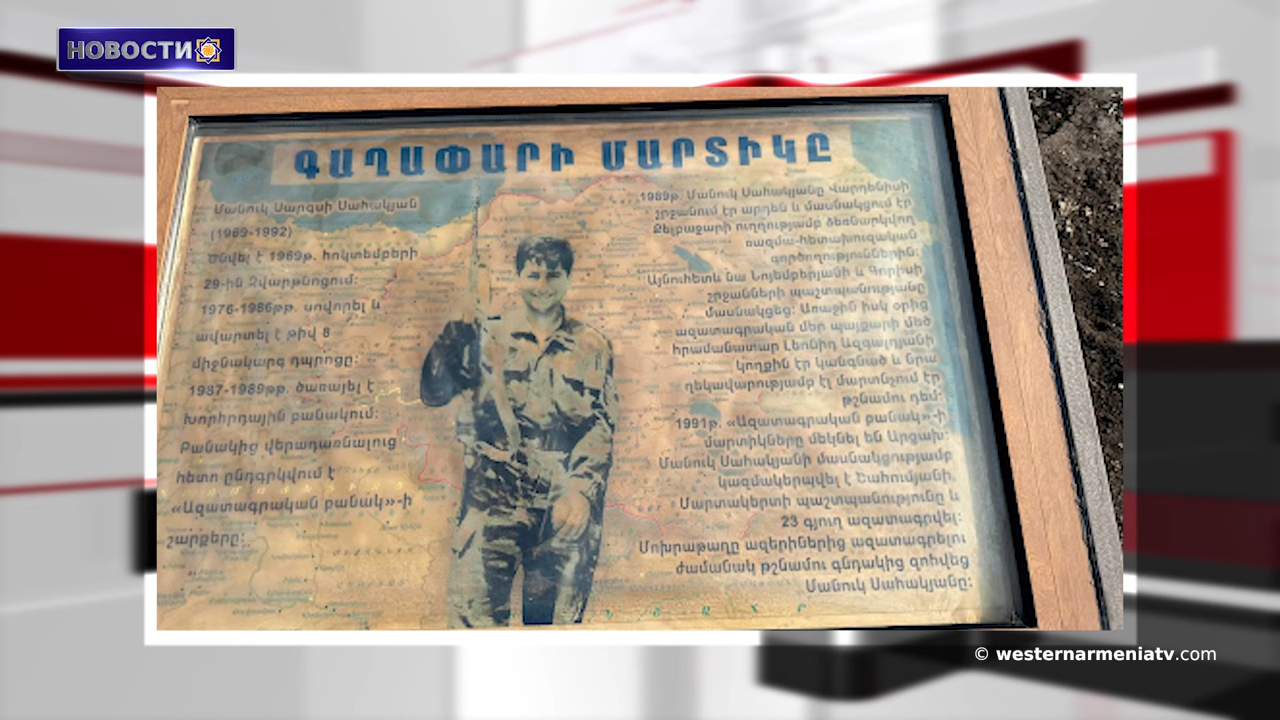 НОВОСТИ
ԳԱՂԱՓԱՐԻ ՄԱՐՏԻԿԸ
Մանուկ Սարգսի Սահակյան
(1969-1992)
Ծնվել է 1969թ. հոկտեմբերի
29-ին Զվարթնոցում:
1976-1986թթ. սովորել և
ավարտել է թիվ 8
միջնակարգ դպրոցը:
1987-1989թթ. ծառայել է
Խորհրդային բանակում:
Բանակից վերադառնալուց
հետո ընդգրկվում է
«Ազատագրական բանակ»-ի
շարքերը:
1989թ. Մանուկ Սահակյանը Վարդենիսի
շրջանում էր արդեն և մասնակցում էր
Քելբաջարի ուղղությամբ ձեռնարկվող
ռազմա-հետախուզական
գործողություններին:
Այնուհետև նա Նոյեմբերյանի և Գորիսի
շրջանների պաշտպանությանը
մասնակցեց: Առաջին իսկ օրից
ազատագրական մեր պայքարի մեծ
հրամանատար Լեոնիդ Ազգալդյանի
կողքին էր կանգնած և նրա
ղեկավարությամբ էլ մարտնչում էր
թշնամու դեմ:
1991թ. «Ազատագրական բանակ»-ի
մարտիկները մեկնել են Արցախ:
Մանուկ Սահակյանի մասնակցությամբ
կազմակերպվել է Շահումյանի,
Մարտակերտի պաշտպանությունը և
23 գյուղ ազատագրվել:
Մոխրաթաղը ազերիներից ազատագրելու
ժամանակ թշնամու գնդակից զոհվեց
Մանուկ Սահակյանը:
© westernarmeniatv.com